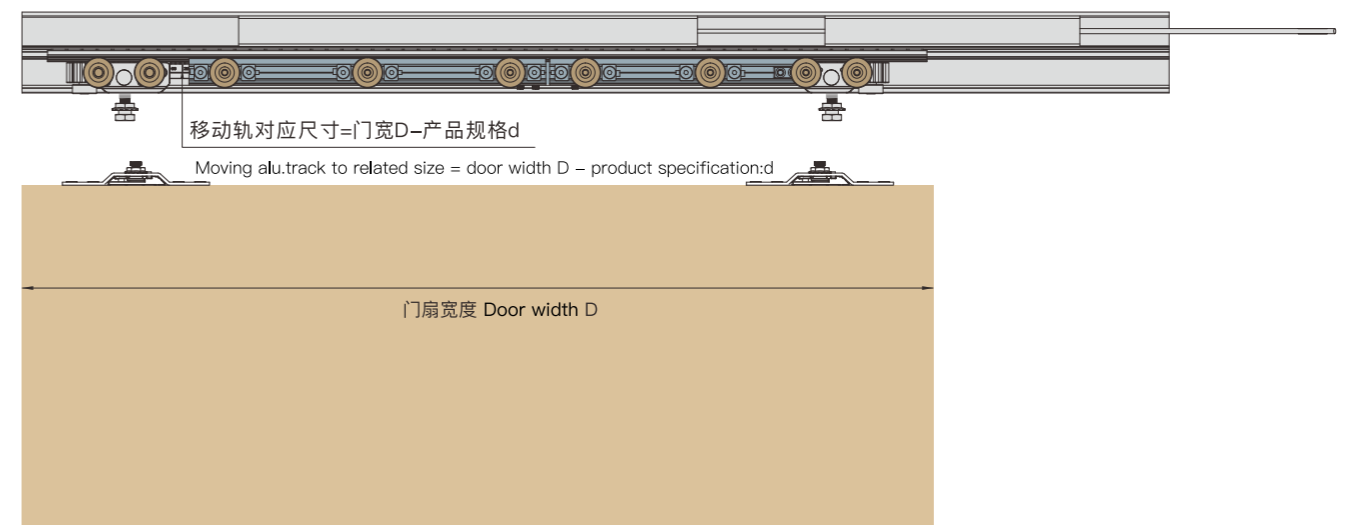 移动轨对应尺寸=门宽D–产品规格d
Moving alu.track to related size = door width D – product specification:d
门扇宽度 Door width D